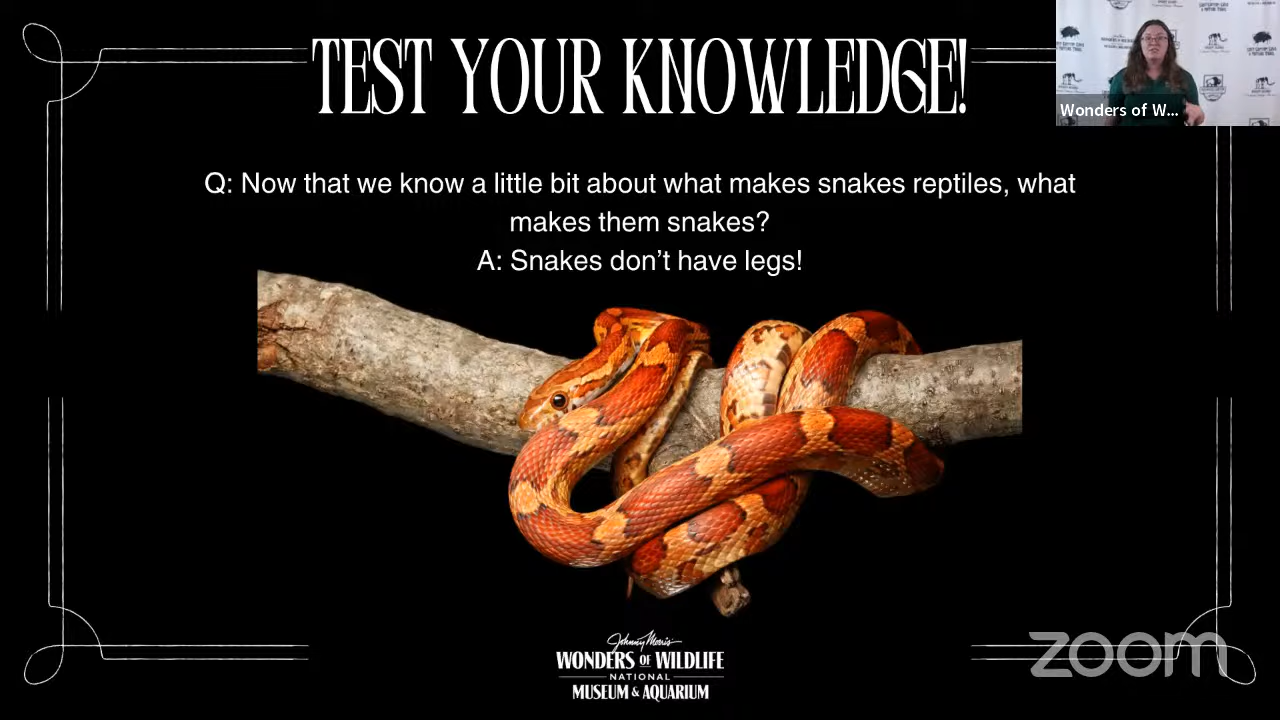 TEST YOUR KNOWLEDGE!
Wonders of W...
Q: Now that we know a little bit about what makes snakes reptiles, what
makes them snakes?
A: Snakes don't have legs!
Johnny Morris
WONDERS OF WILDLIFE
NATIONAL
MUSEUM & AQUARIUM
zoom